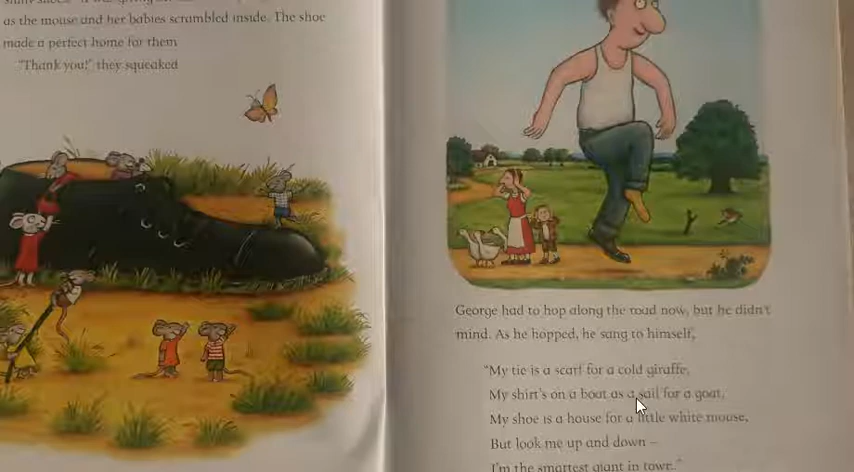 as the mouse and her babies scrambled inside. The shoe
made a perfect home for them
"Thank you!" they squeaked
George had to hop along the road now, but he didn't
mind. As he hopped, he sang to himself,
"My tie is a scarf for a cold giraffe,
My shirt's on a boat as a sail for a goat,
My shoe is a house for a little white mouse,
But look me up and down –
I'm the smartest giant in town."